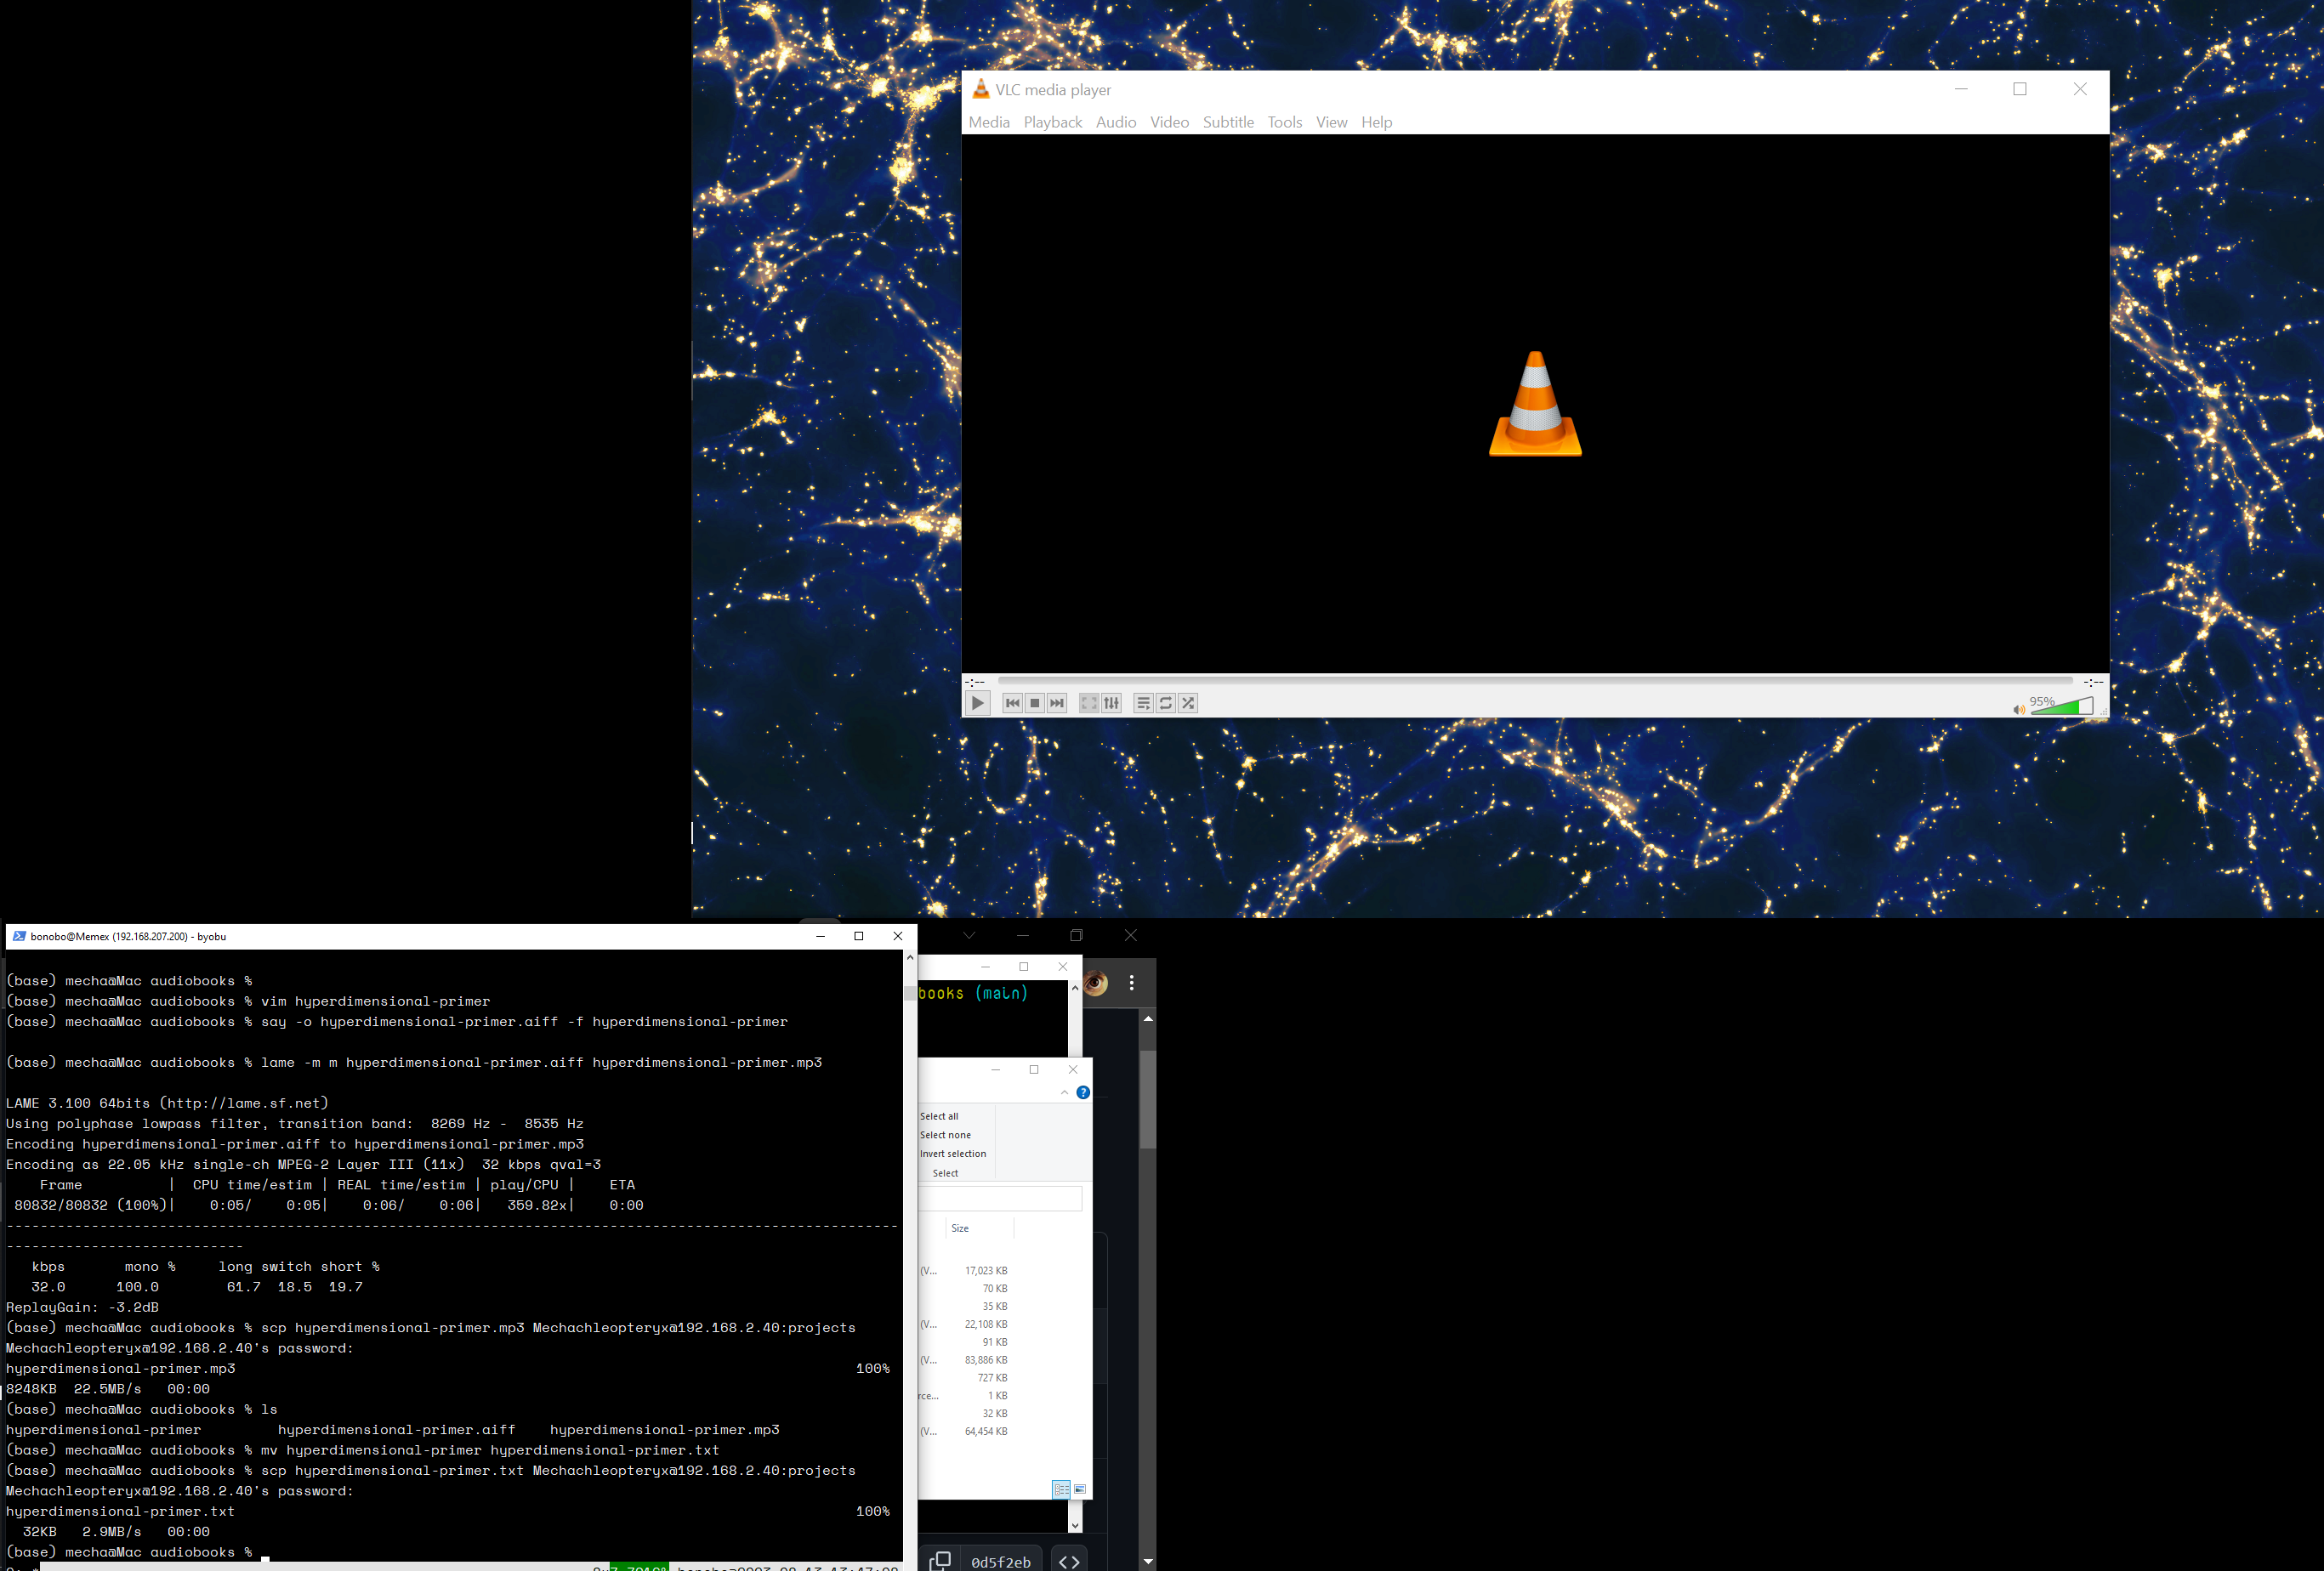 VLC media player
Media Playback Audio Video Subtitle Tools View Help
-:-- -:--
95%
bonobo@Memex (192.168.207.200) - byobu
(base) mecha@Mac audiobooks %
(base) mecha@Mac audiobooks % vim hyperdimensional-primer
(base) mecha@Mac audiobooks % say -o hyperdimensional-primer.aiff -f hyperdimensional-primer
(base) mecha@Mac audiobooks % lame -m m hyperdimensional-primer.aiff hyperdimensional-primer.mp3
LAME 3.100 64bits (http://lame.sf.net)
Using polyphase lowpass filter, transition band:  8269 Hz -  8535 Hz
Encoding hyperdimensional-primer.aiff to hyperdimensional-primer.mp3
Encoding as 22.05 kHz single-ch MPEG-2 Layer III (11x)  32 kbps qval=3
    Frame          |  CPU time/estim | REAL time/estim | play/CPU |    ETA
 80832/80832 (100%)|    0:05/    0:05|    0:06/    0:06|   359.82x|    0:00
---------------------------------------------------------------------------------------------------------
----------------------------
   kbps       mono %     long switch short %
   32.0      100.0        61.7  18.5  19.7
ReplayGain: -3.2dB
(base) mecha@Mac audiobooks % scp hyperdimensional-primer.mp3 Mechachleopteryx@192.168.2.40:projects
Mechachleopteryx@192.168.2.40's password:
hyperdimensional-primer.mp3 100%
8248KB  22.5MB/s   00:00
(base) mecha@Mac audiobooks % ls
hyperdimensional-primer         hyperdimensional-primer.aiff    hyperdimensional-primer.mp3
(base) mecha@Mac audiobooks % mv hyperdimensional-primer hyperdimensional-primer.txt
(base) mecha@Mac audiobooks % scp hyperdimensional-primer.txt Mechachleopteryx@192.168.2.40:projects
Mechachleopteryx@192.168.2.40's password:
hyperdimensional-primer.txt 100%
  32KB   2.9MB/s   00:00
(base) mecha@Mac audiobooks %
books (main)
Select all
Select none
Invert selection
Select
Size
(V... 17,023 KB
70 KB
35 KB
(V... 22,108 KB
91 KB
(V... 83,886 KB
727 KB
rce... 1 KB
32 KB
(V... 64,454 KB
0d5f2eb